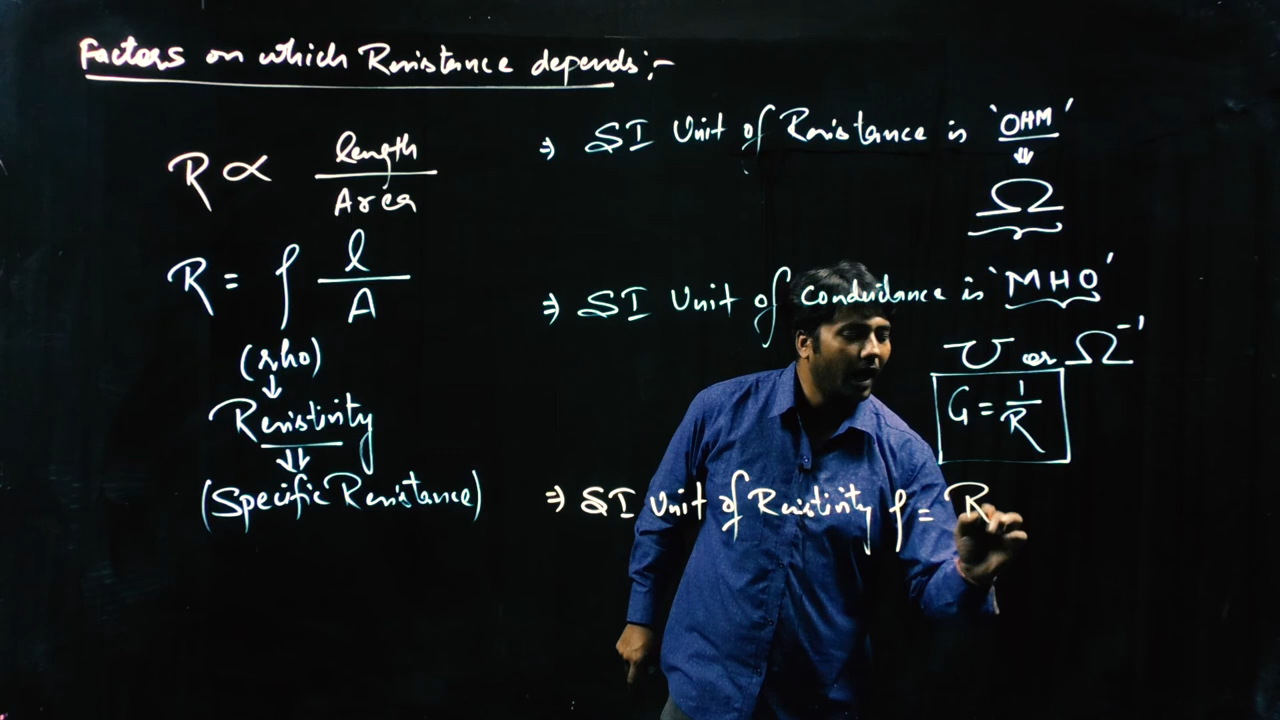 Factors on which Resistance depends:-
R ∝ length / Area
R = ρ l / A
(rho)
↓
Resistivity
⇓
(Specific Resistance)
⇒ SI Unit of Resistance is 'OHM'
⇓
Ω
⇒ SI Unit of Conductance is 'MHO'
℧ or Ω⁻¹
G = 1 / R
⇒ SI Unit of Resistivity ρ = R